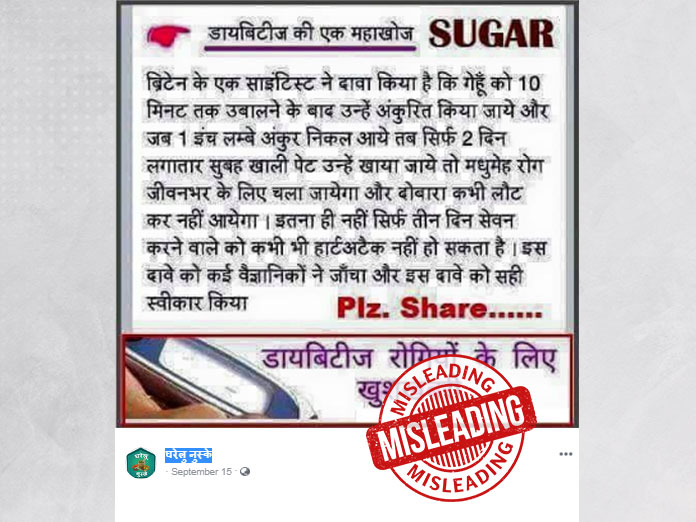 डायबिटीज की एक महाखोज SUGAR
ब्रिटेन के एक साइंटिस्ट ने दावा किया है कि गेहूँ को 10
मिनट तक उबालने के बाद उन्हें अंकुरित किया जाये और
जब 1 इंच लम्बे अंकुर निकल आये तब सिर्फ 2 दिन
लगातार सुबह खाली पेट उन्हें खाया जाये तो मधुमेह रोग
जीवनभर के लिए चला जायेगा और दोबारा कभी लौट
कर नहीं आयेगा । इतना ही नहीं सिर्फ तीन दिन सेवन
करने वाले को कभी भी हार्टअटैक नहीं हो सकता है । इस
दावे को कई वैज्ञानिकों ने जाँचा और इस दावे को सही
स्वीकार किया
Plz. Share......
डायबिटीज रोगियों के लिए
MISLEADING
MISLEADING
MISLEADING
घरेलु नुस्के
September 15